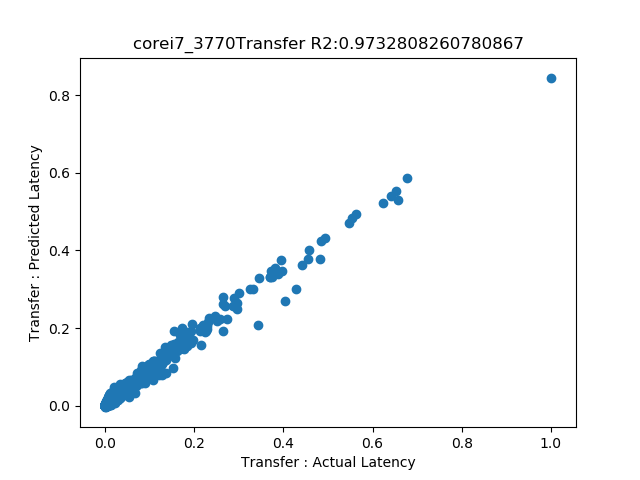 corei7_3770Transfer R2:0.9732808260780867
Transfer : Predicted Latency
0.8
0.6
0.4
0.2
0.0
0.0 0.2 0.4 0.6 0.8 1.0
Transfer : Actual Latency